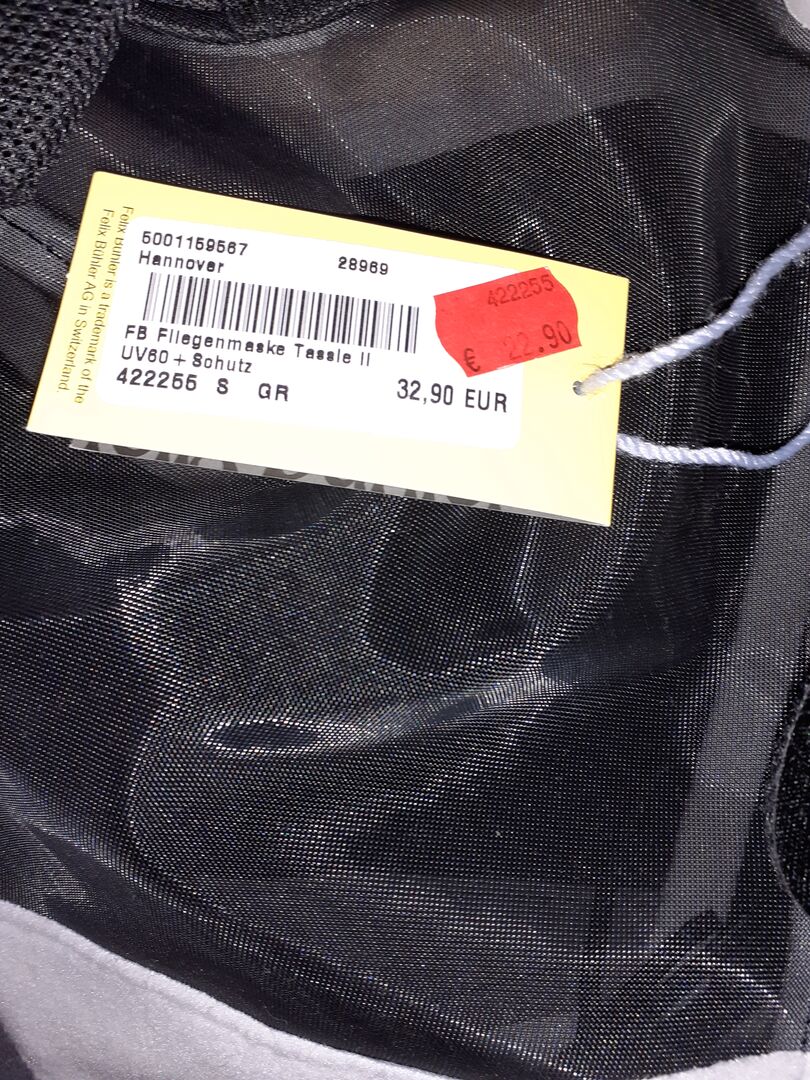 Felix Bühler is a trademark of the
Felix Bühler AG in Switzerland.
5001159567
Hannover 28969
FB Fliegenmaske Tassle II
UV60+Schutz
422255 S GR 32,90 EUR
422255
€ 22.90